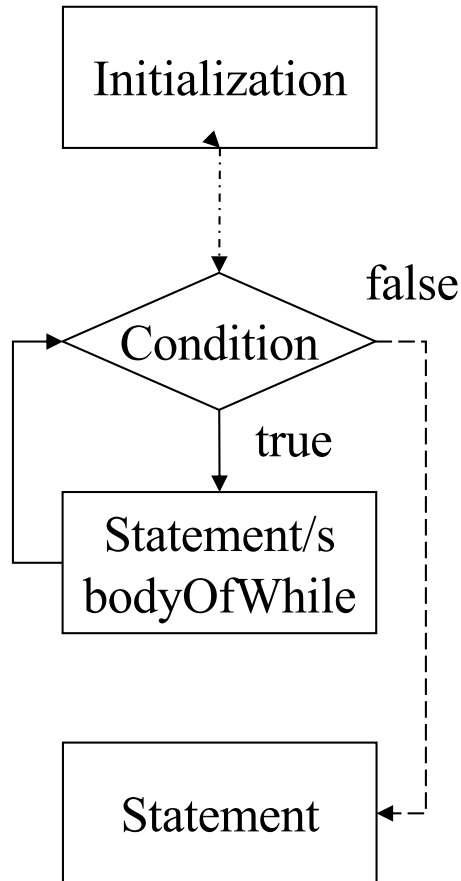 Initialization
false
Condition
true
Statement/s
bodyOfWhile
Statement